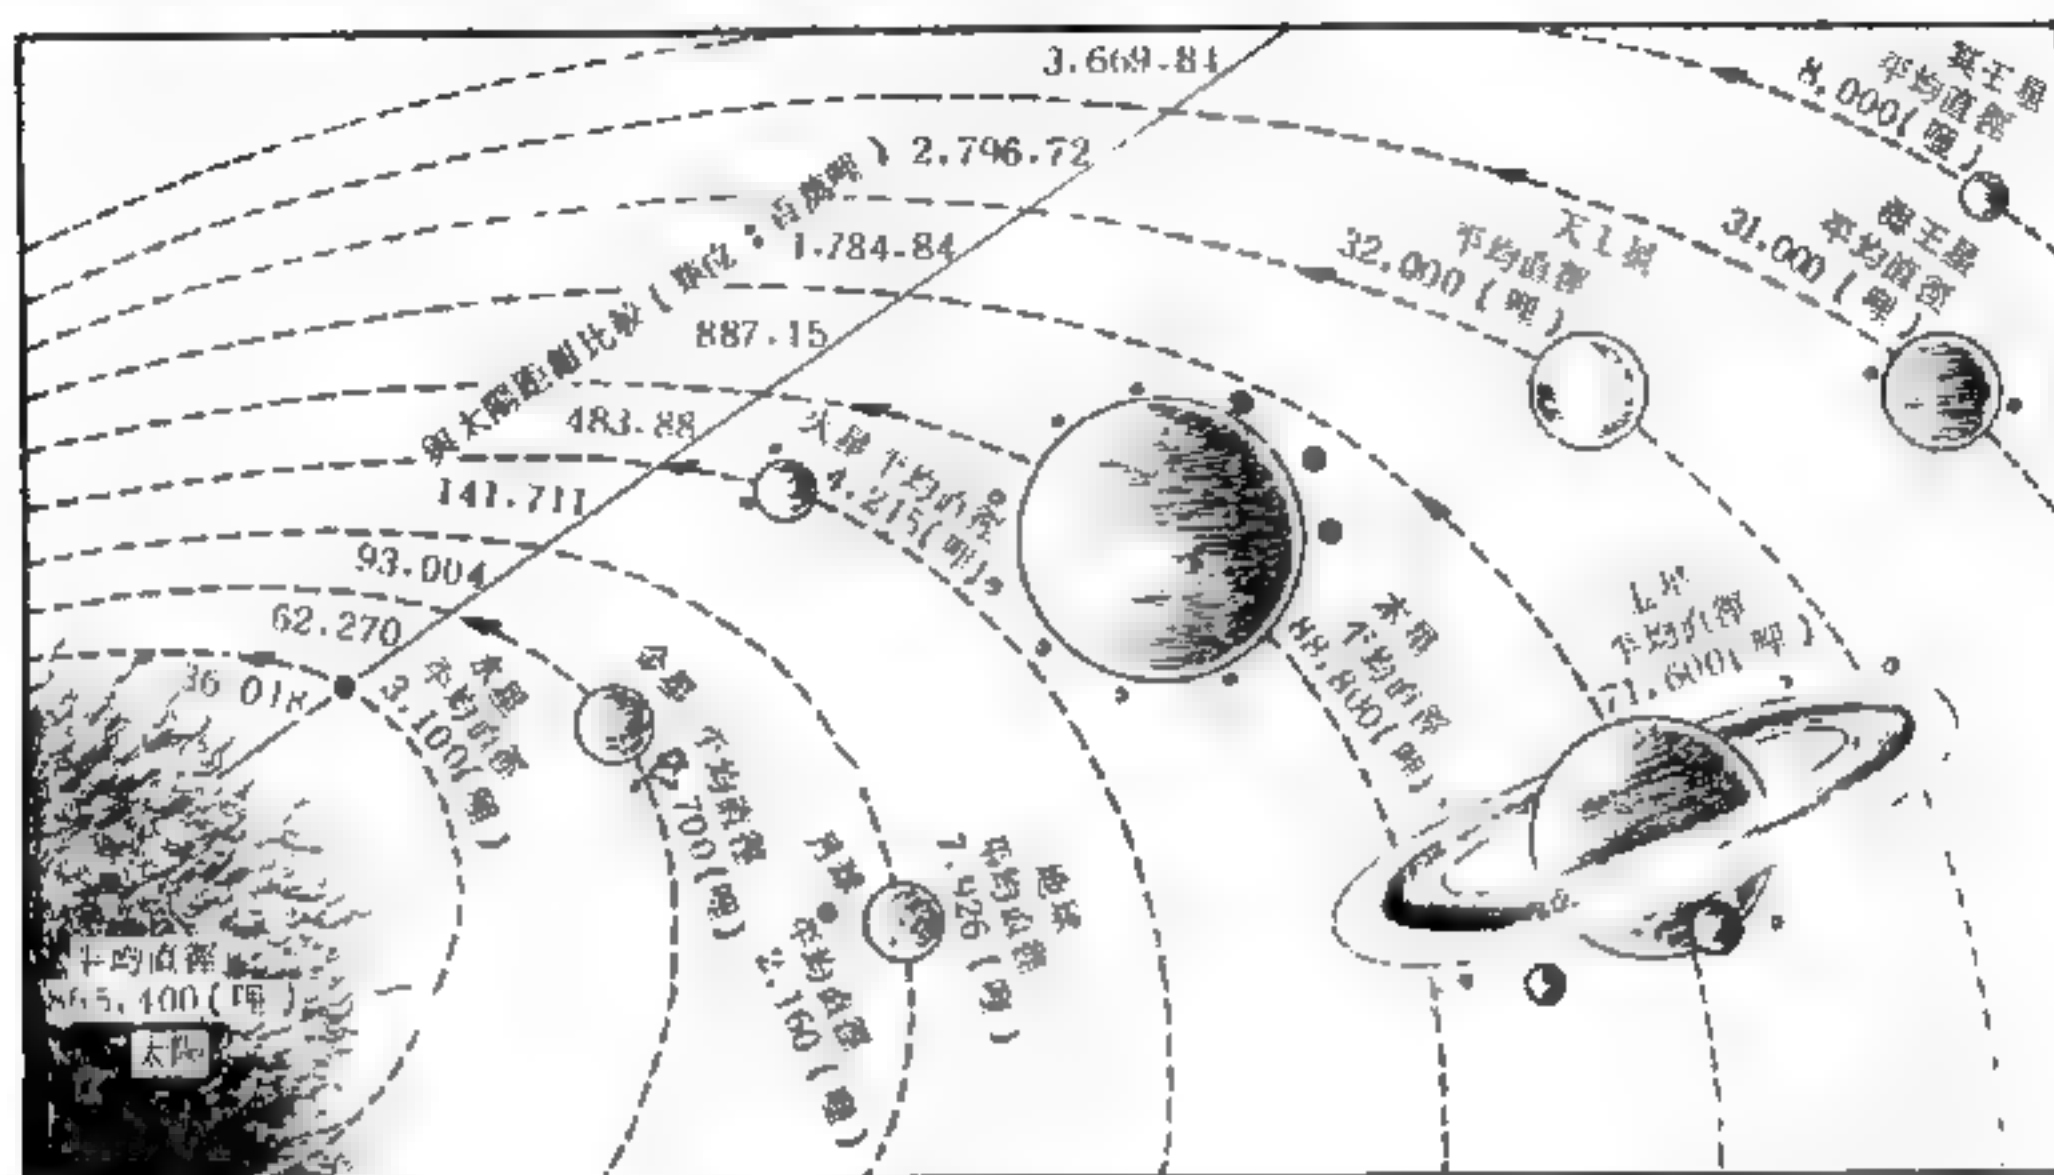 3.669.81
與太陽距離比較(單位:百萬哩)
2.796.72
1.784.84
887.15
483.88
141.711
93.004
62.270
36.018
冥王星
平均直徑
8,000(哩)
海王星
平均直徑
31.000(哩)
天王星
平均直徑
32.000(哩)
土星
平均直徑
71.600(哩)
木星
平均直徑
88,800(哩)
火星 平均直徑
4.215(哩)
地球
平均直徑
7.926(哩)
月球
平均直徑
2.160(哩)
金星 平均直徑
700(哩)
水星
平均直徑
3,100(哩)
平均直徑
865,400(哩)
太陽